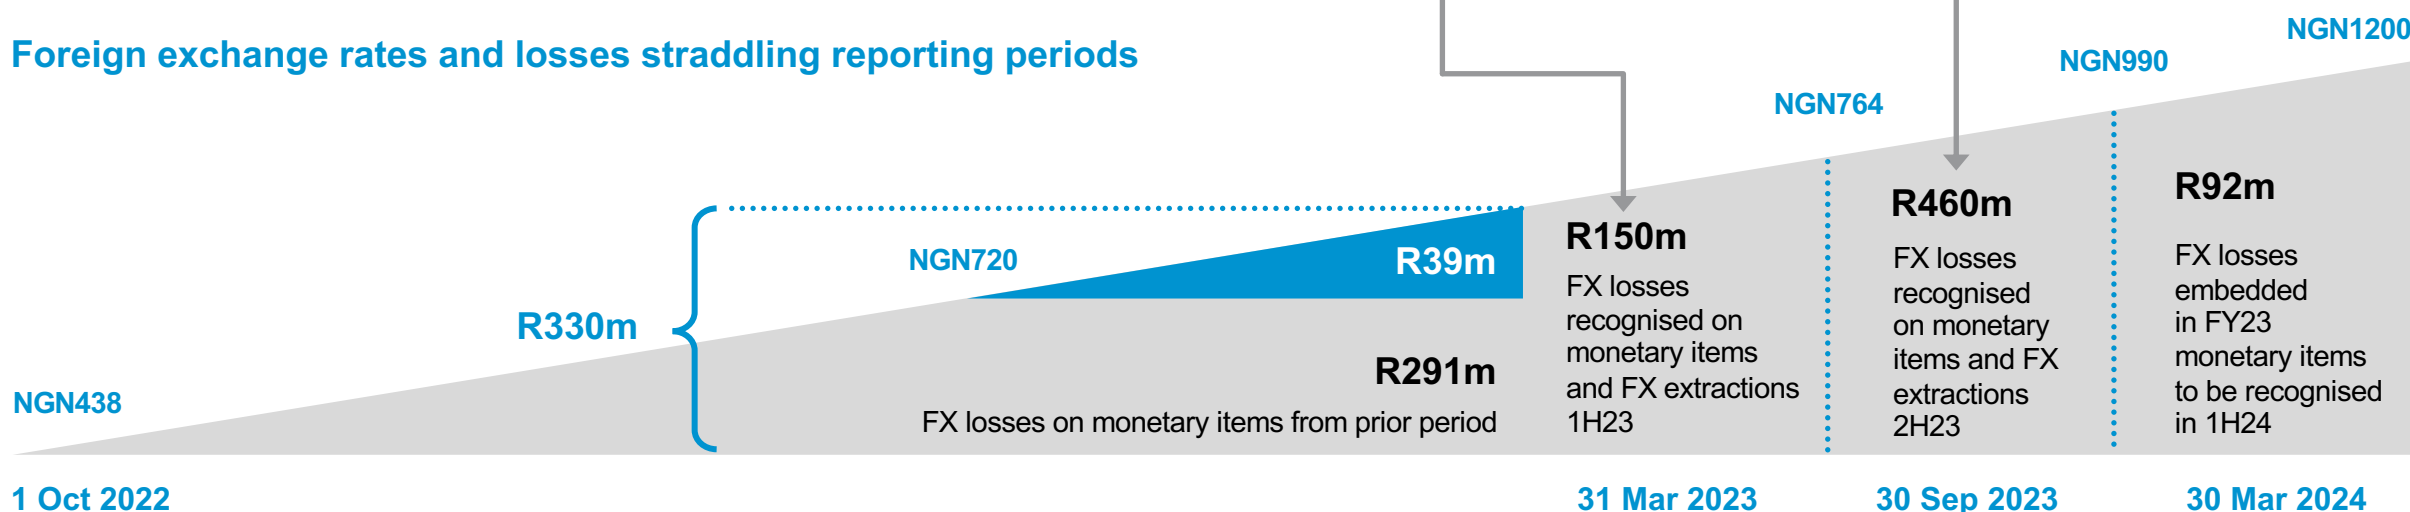 Foreign exchange rates and losses straddling reporting periods
NGN438
R330m
NGN720
R39m
R291m
FX losses on monetary items from prior period
R150m
FX losses
recognised on
monetary items
and FX extractions
1H23
NGN764
R460m
FX losses
recognised
on monetary
items and FX
extractions
2H23
NGN990
R92m
FX losses
embedded
in FY23
monetary items
to be recognised
in 1H24
NGN1200
1 Oct 2022
31 Mar 2023
30 Sep 2023
30 Mar 2024